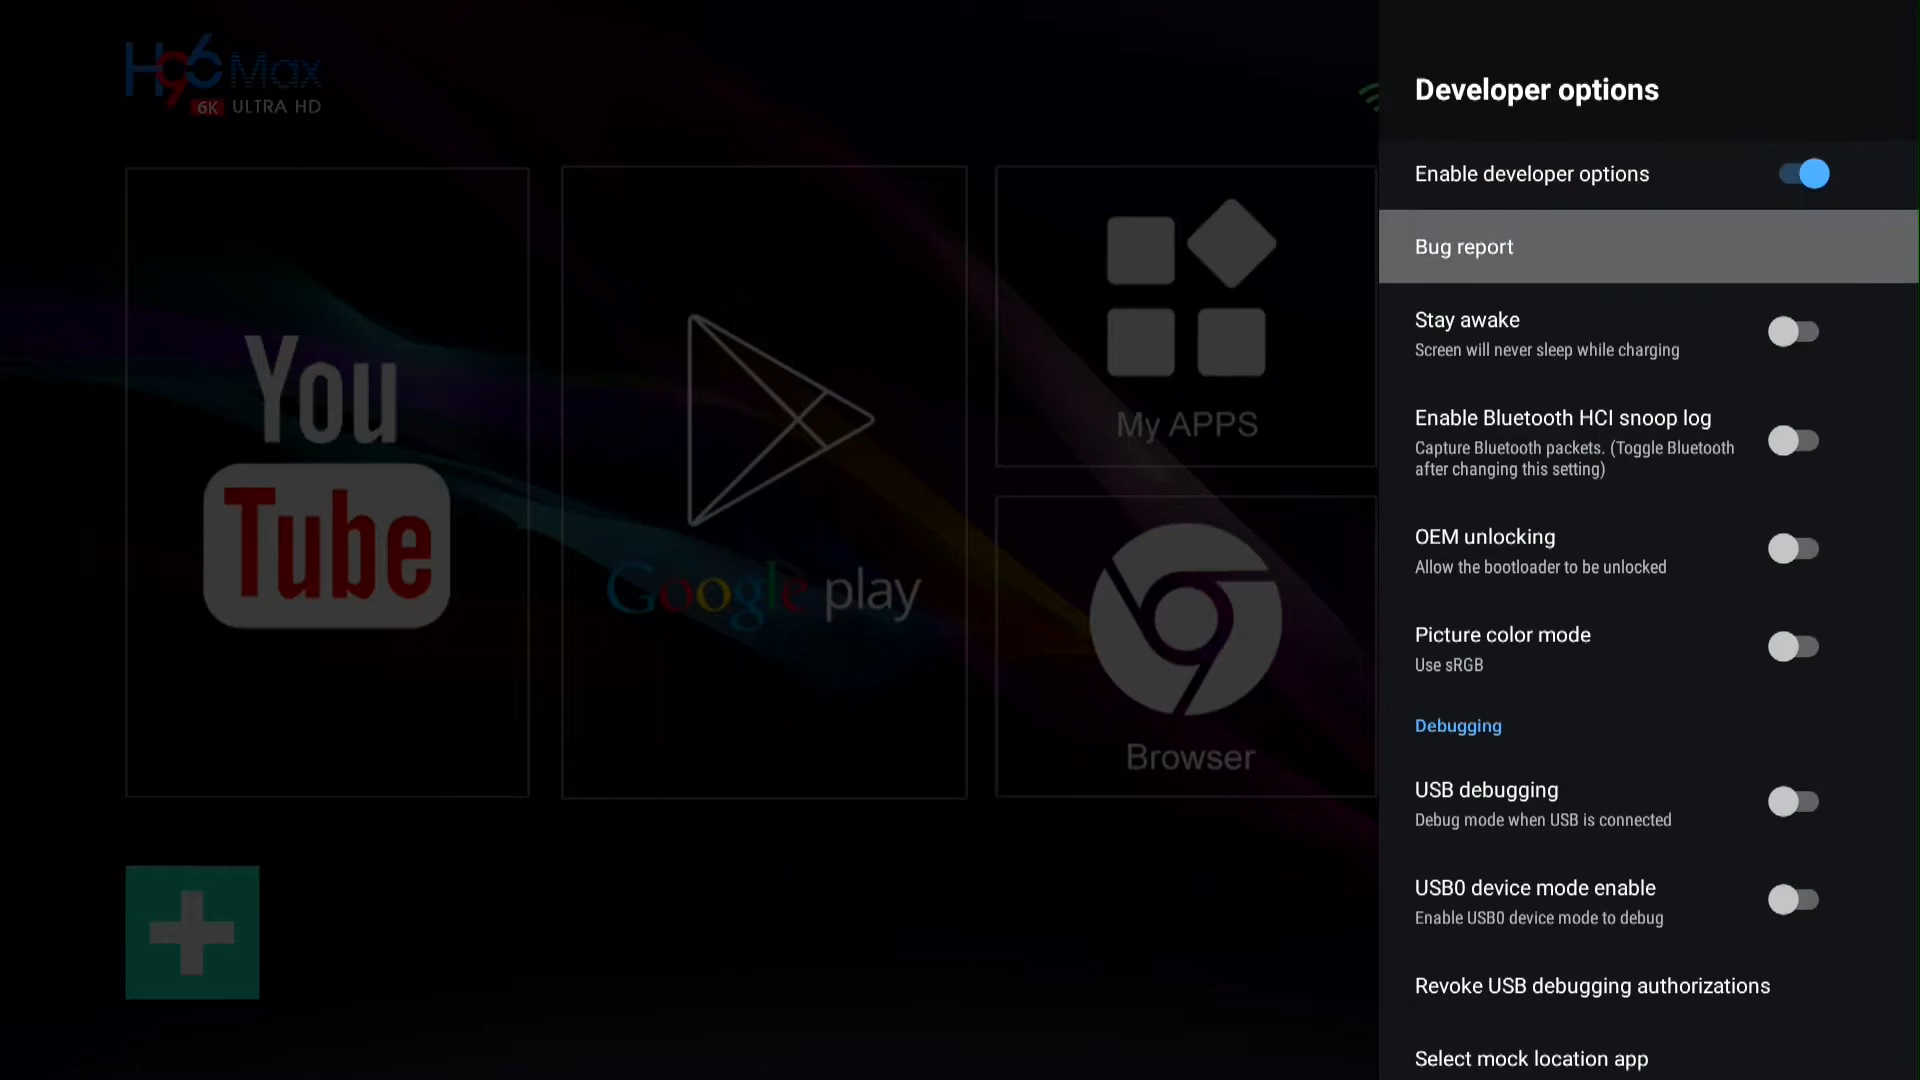 H96 Max
6K ULTRA HD
You
Tube
Google play
My APPS
Browser
Developer options
Enable developer options
Bug report
Stay awake
Screen will never sleep while charging
Enable Bluetooth HCI snoop log
Capture Bluetooth packets. (Toggle Bluetooth
after changing this setting)
OEM unlocking
Allow the bootloader to be unlocked
Picture color mode
Use sRGB
Debugging
USB debugging
Debug mode when USB is connected
USB0 device mode enable
Enable USB0 device mode to debug
Revoke USB debugging authorizations
Select mock location app